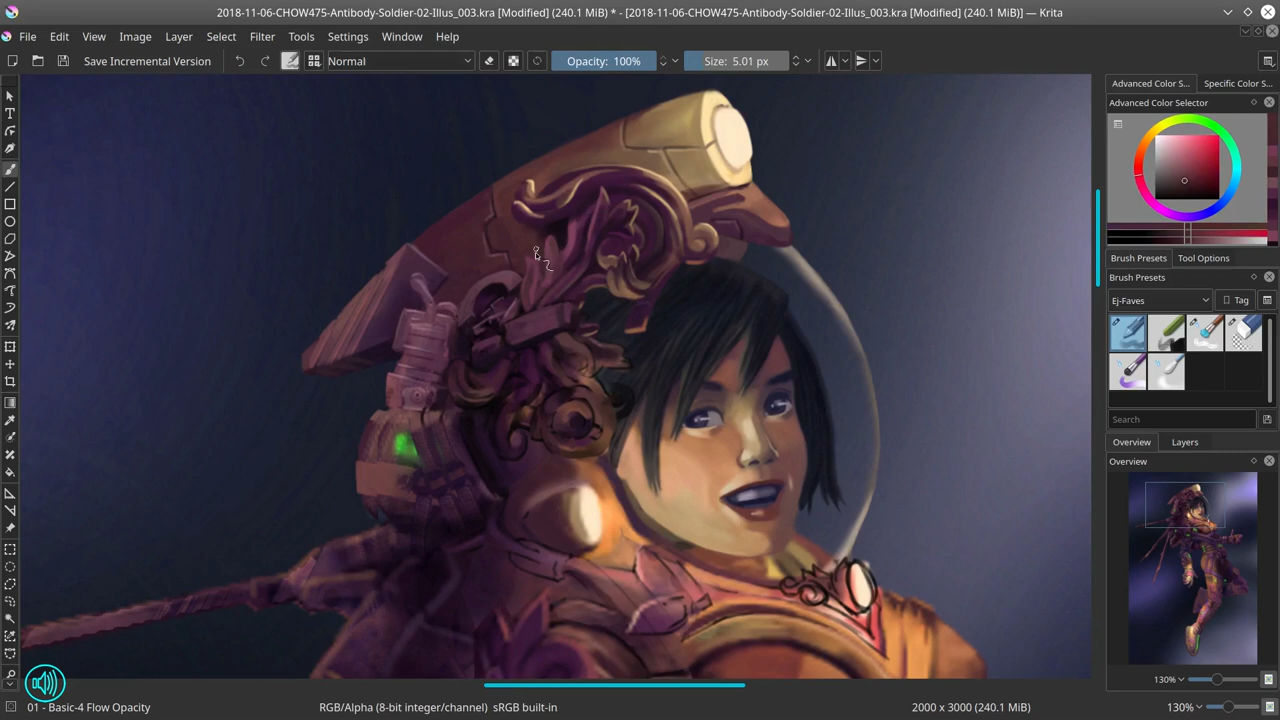 2018-11-06-CHOW475-Antibody-Soldier-02-Illus_003.kra [Modified] (240.1 MiB) * - [2018-11-06-CHOW475-Antibody-Soldier-02-Illus_003.kra [Modified] (240.1 MiB)] — Krita
File Edit View Image Layer Select Filter Tools Settings Window Help
Save Incremental Version Normal Opacity: 100% Size: 5.01 px
Advanced Color S... Specific Color S...
Advanced Color Selector
Brush Presets Tool Options
Brush Presets
Ej-Faves Tag
Search
Overview Layers
Overview
130%
01 - Basic-4 Flow Opacity RGB/Alpha (8-bit integer/channel) sRGB built-in 2000 x 3000 (240.1 MiB) 130%